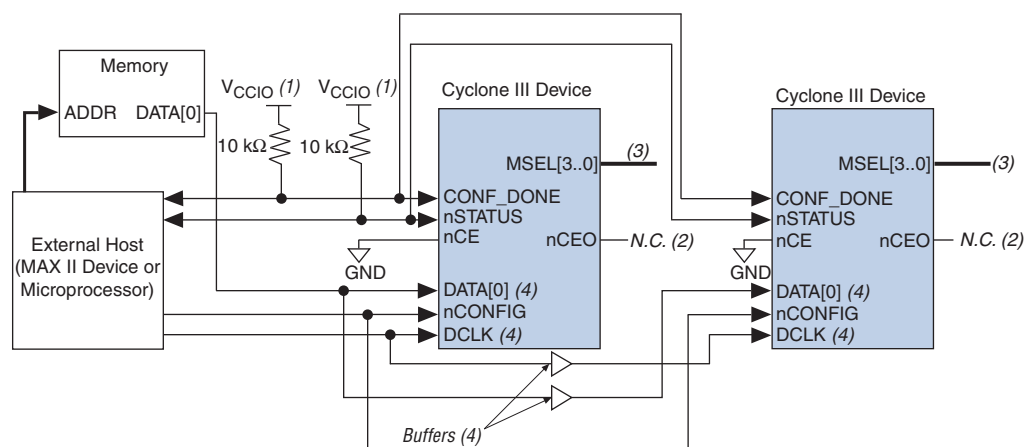 Memory
ADDR DATA[0]
VCCIO (1)
VCCIO (1)
10 kΩ
10 kΩ
External Host
(MAX II Device or
Microprocessor)
Cyclone III Device
MSEL[3..0]
(3)
CONF_DONE
nSTATUS
nCE
nCEO
N.C. (2)
GND
DATA[0] (4)
nCONFIG
DCLK (4)
Cyclone III Device
MSEL[3..0]
(3)
CONF_DONE
nSTATUS
nCE
nCEO
N.C. (2)
GND
DATA[0] (4)
nCONFIG
DCLK (4)
Buffers (4)